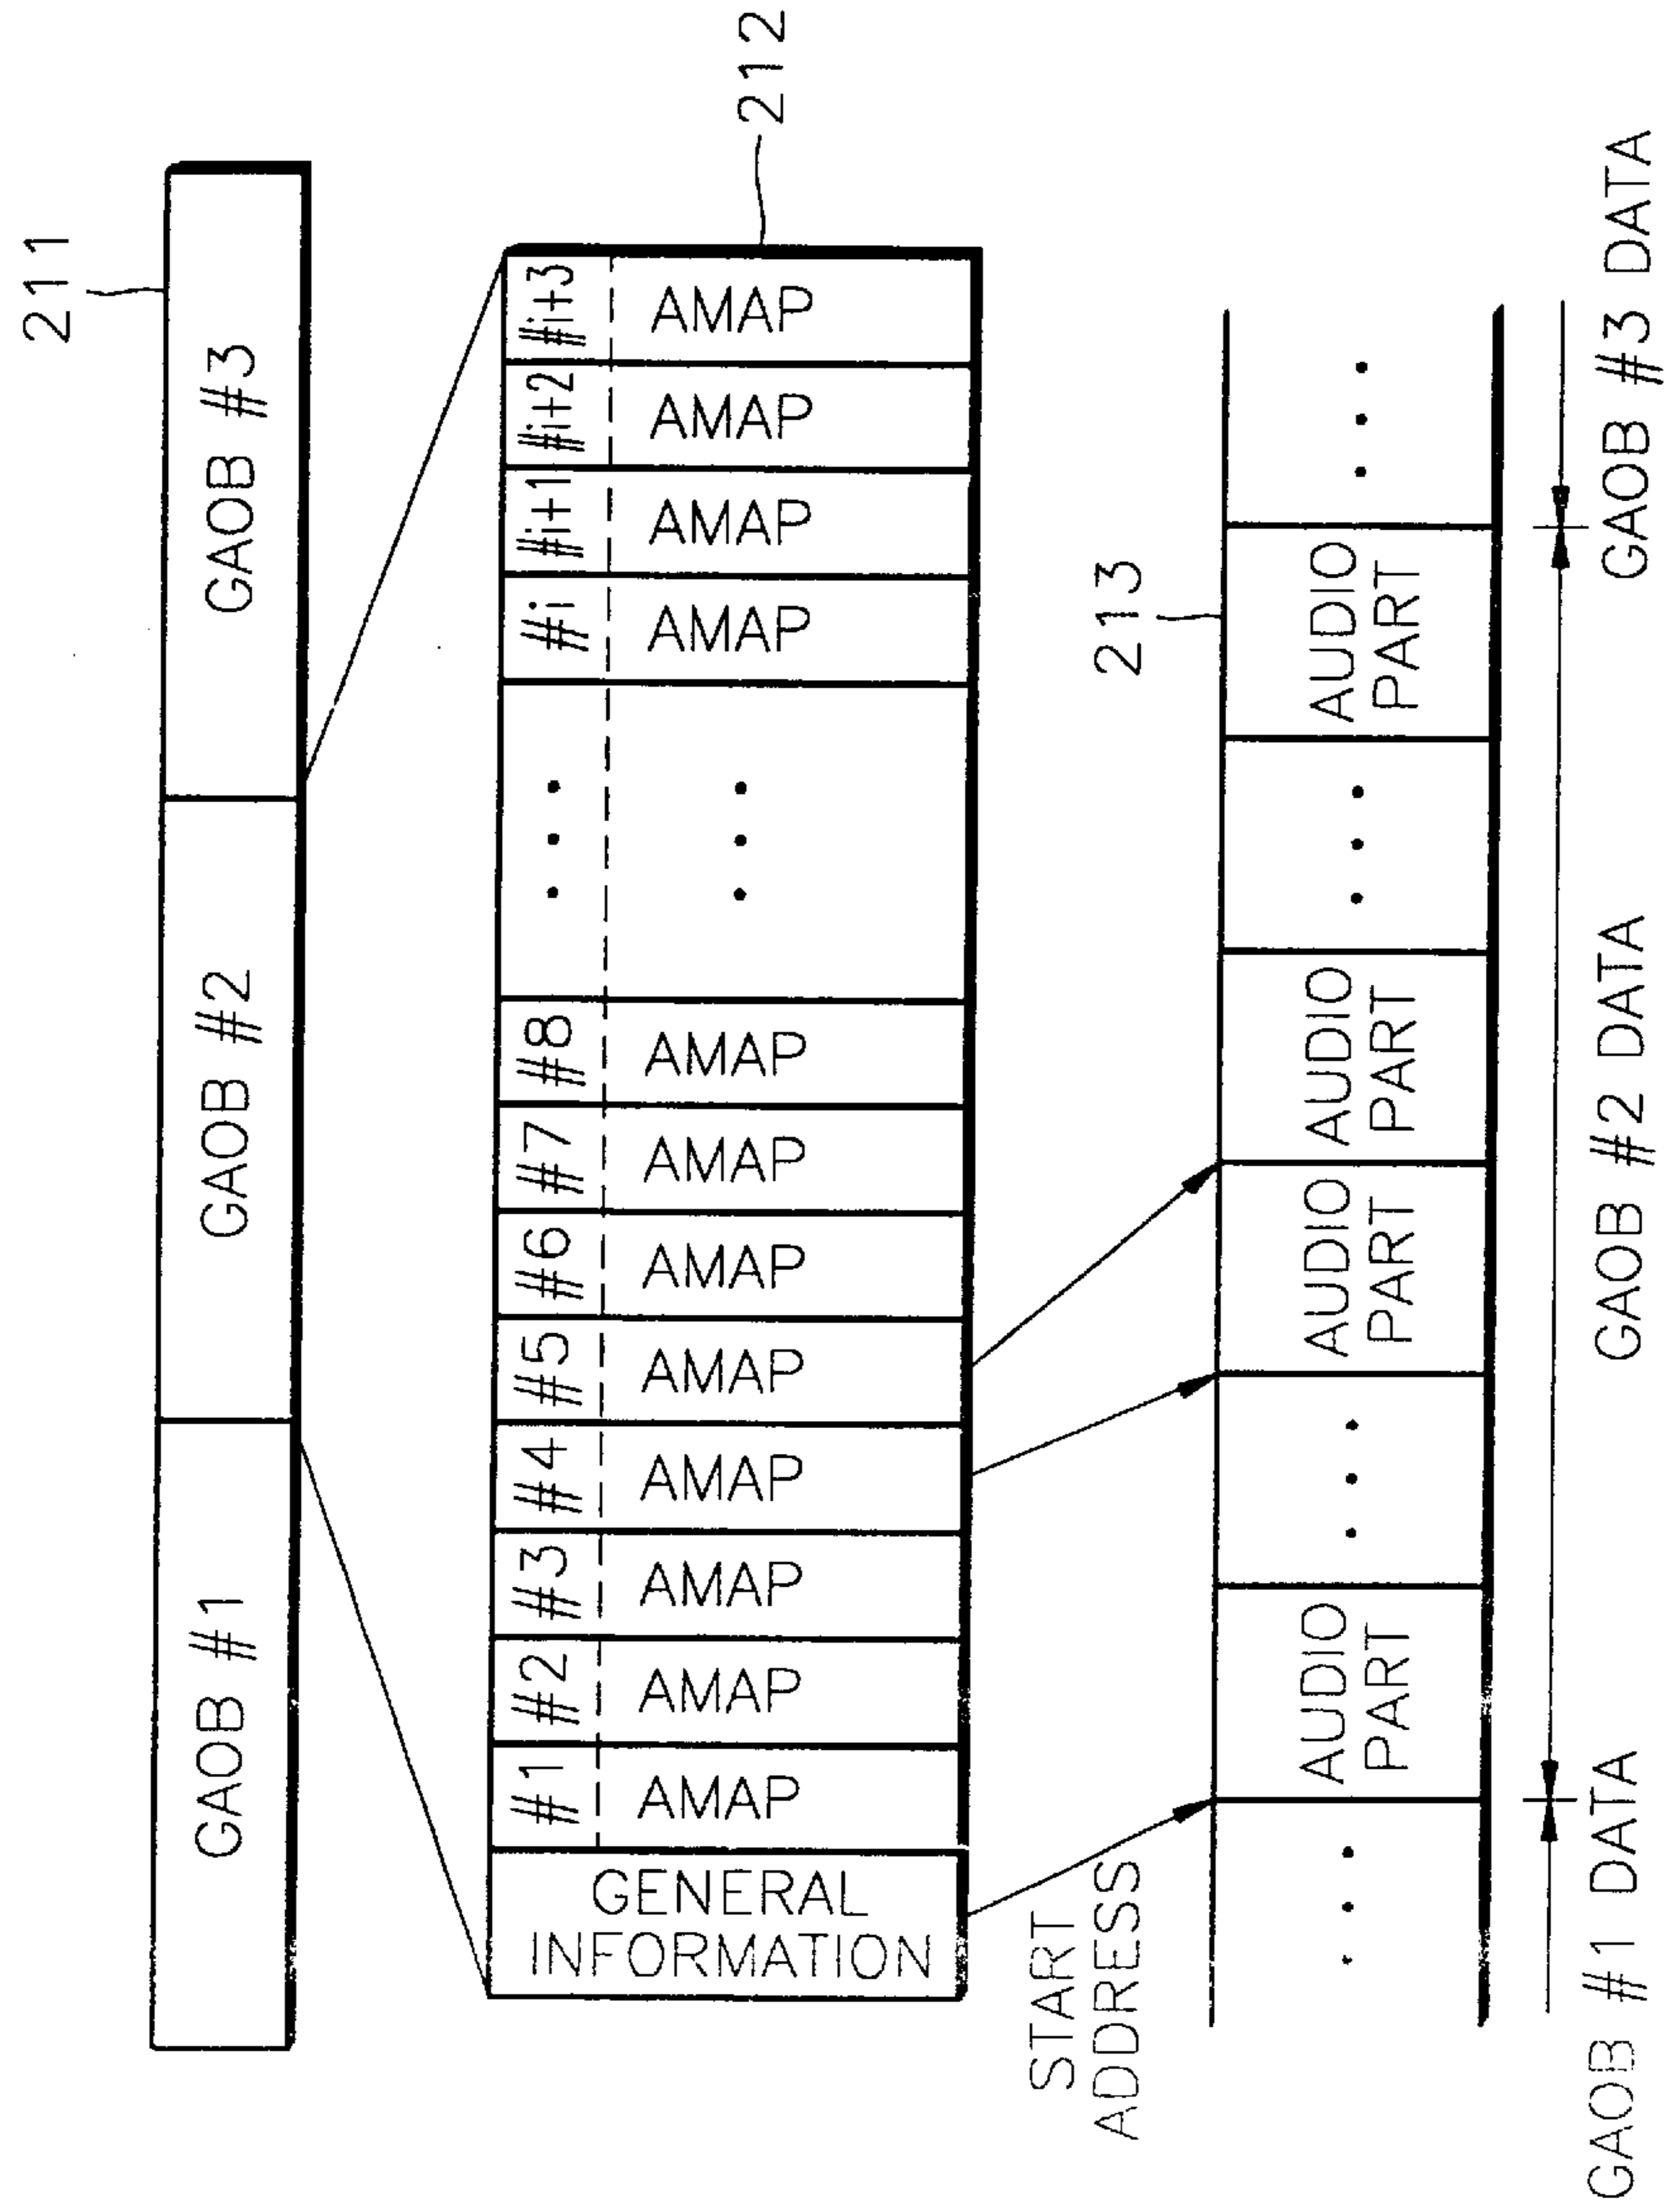 211
GAOB #1
GAOB #2
GAOB #3
212
GENERAL
INFORMATION
#1
#2
#3
#4
#5
#6
#7
#8
...
#i
#i+1
#i+2
#i+3
AMAP
AMAP
AMAP
AMAP
AMAP
AMAP
AMAP
AMAP
...
AMAP
AMAP
AMAP
AMAP
START
ADDRESS
213
...
AUDIO
PART
...
AUDIO
PART
AUDIO
PART
...
AUDIO
PART
...
GAOB #1 DATA
GAOB #2 DATA
GAOB #3 DATA